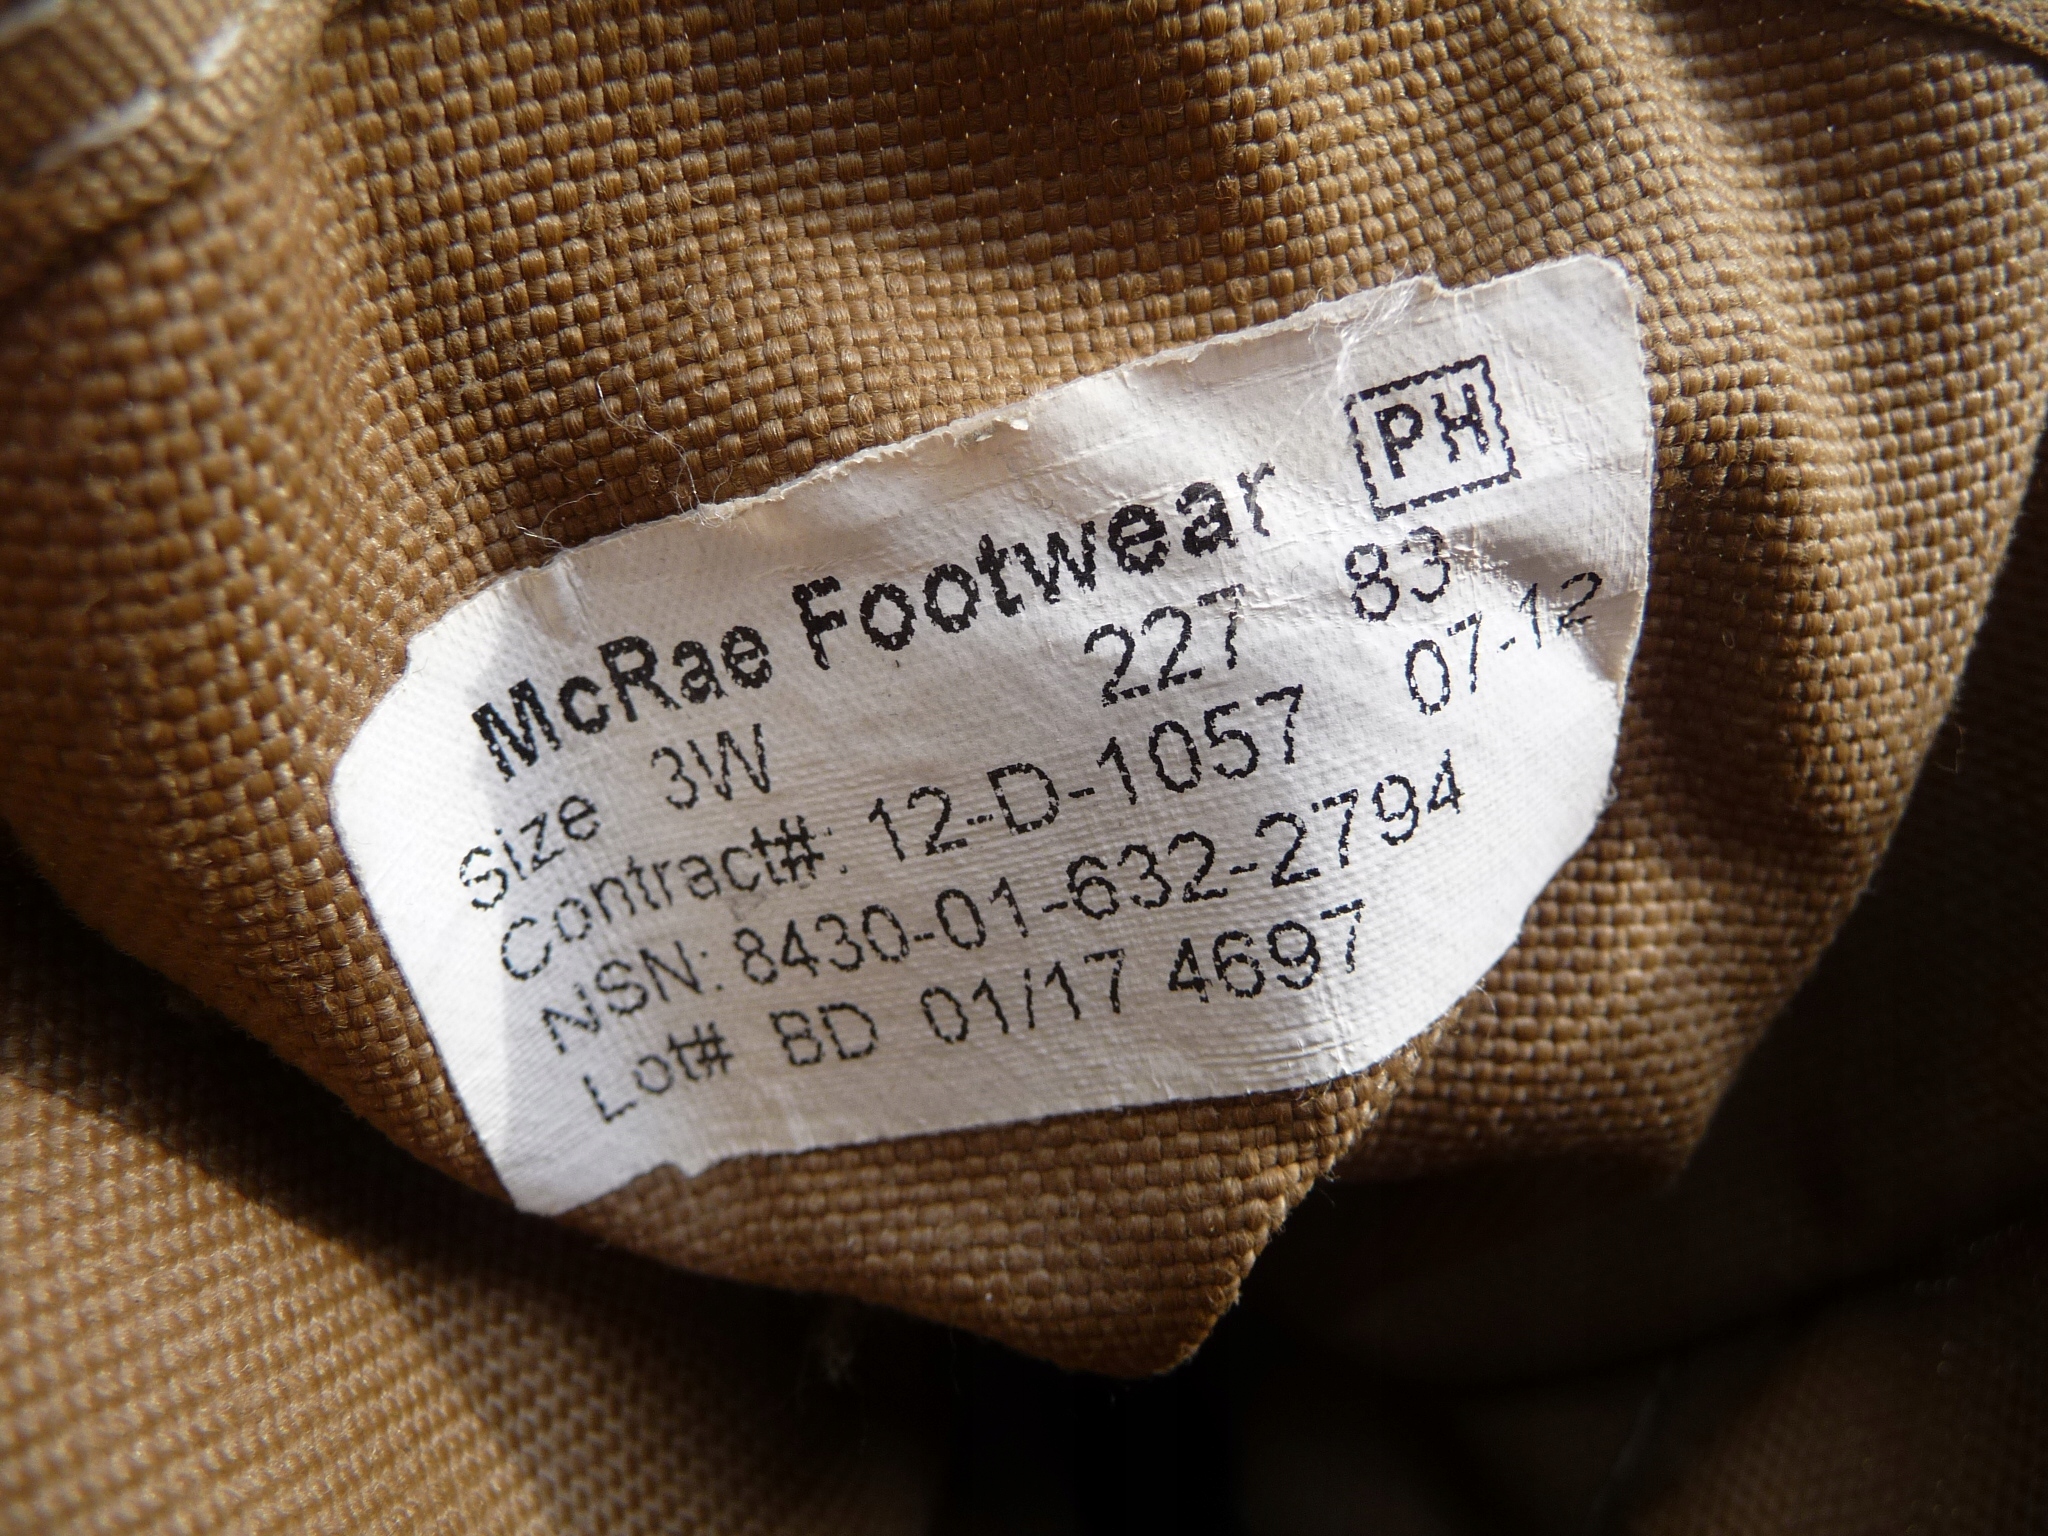 PH
McRae Footwear 83
Size 3W 227 07-12
Contract#: 12-D-1057
NSN: 8430-01-632-2794
Lot# BD 01/17 4697